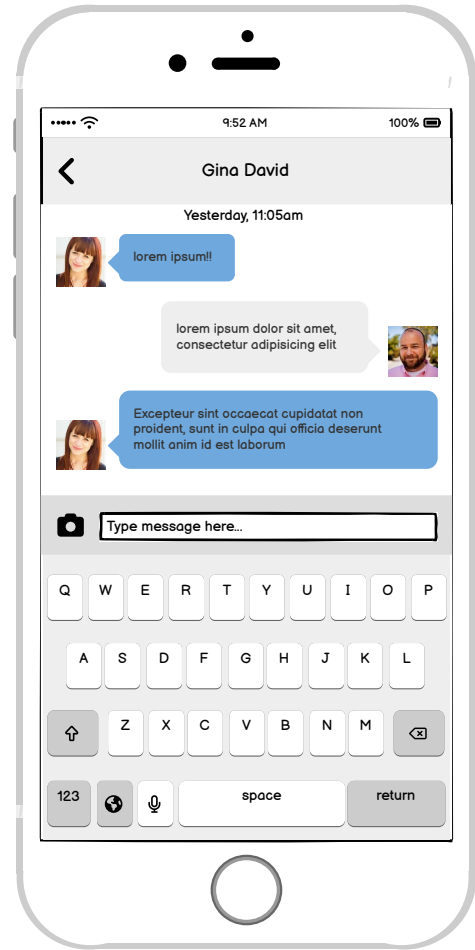 9:52 AM
100%
Gina David
Yesterday, 11:05am
lorem ipsum!!
lorem ipsum dolor sit amet,
consectetur adipisicing elit
Excepteur sint occaecat cupidatat non
proident, sunt in culpa qui officia deserunt
mollit anim id est laborum
Type message here...
Q W E R T Y U I O P
A S D F G H J K L
Z X C V B N M
123 space return